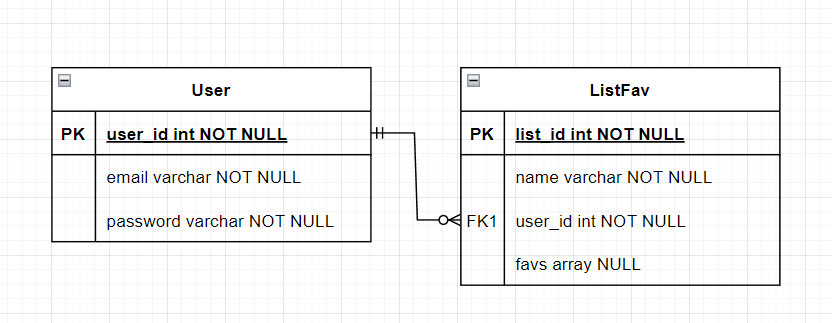 User
PK user_id int NOT NULL
email varchar NOT NULL
password varchar NOT NULL
ListFav
PK list_id int NOT NULL
name varchar NOT NULL
FK1 user_id int NOT NULL
favs array NULL